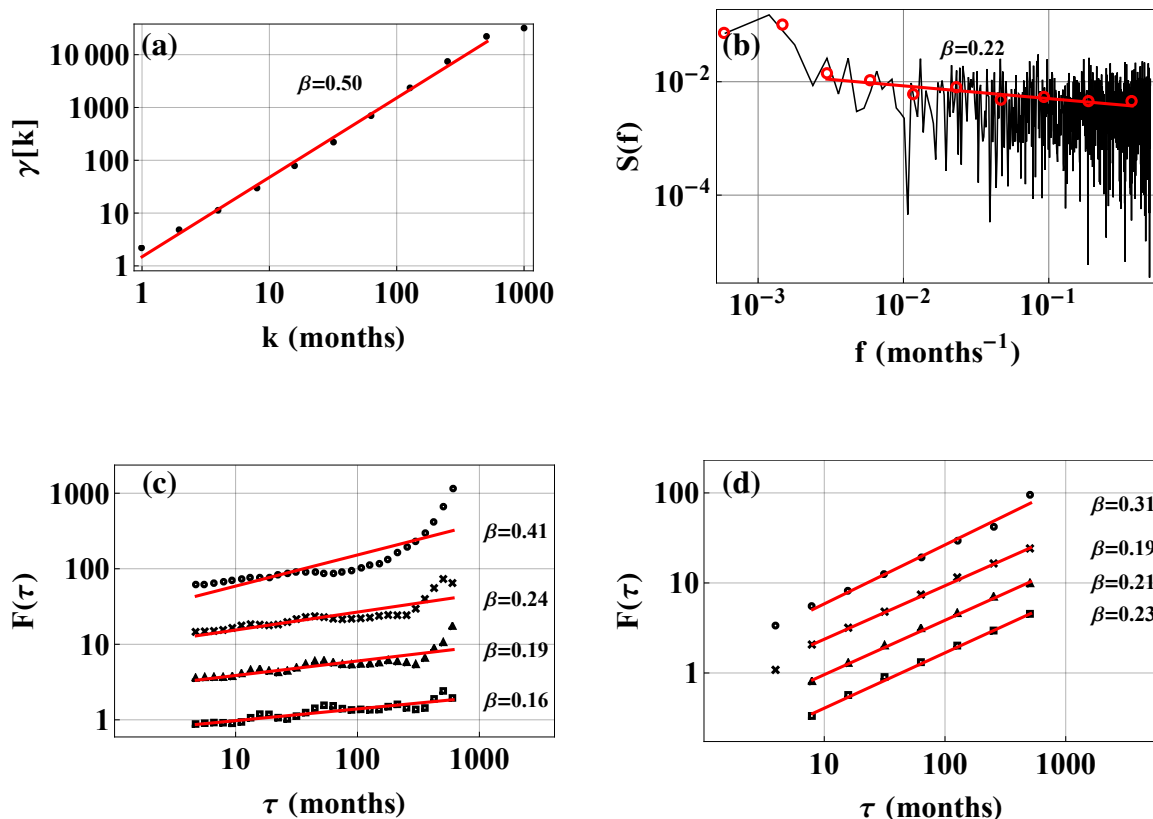 (a)
β=0.50
10 000
1000
100
10
1
γ[k]
1 10 100 1000
k (months)
(b)
β=0.22
10⁻²
10⁻⁴
S(f)
10⁻³ 10⁻² 10⁻¹
f (months⁻¹)
(c)
1000
100
10
1
F(τ)
β=0.41
β=0.24
β=0.19
β=0.16
10 100 1000
τ (months)
(d)
100
10
1
F(τ)
β=0.31
β=0.19
β=0.21
β=0.23
10 100 1000
τ (months)